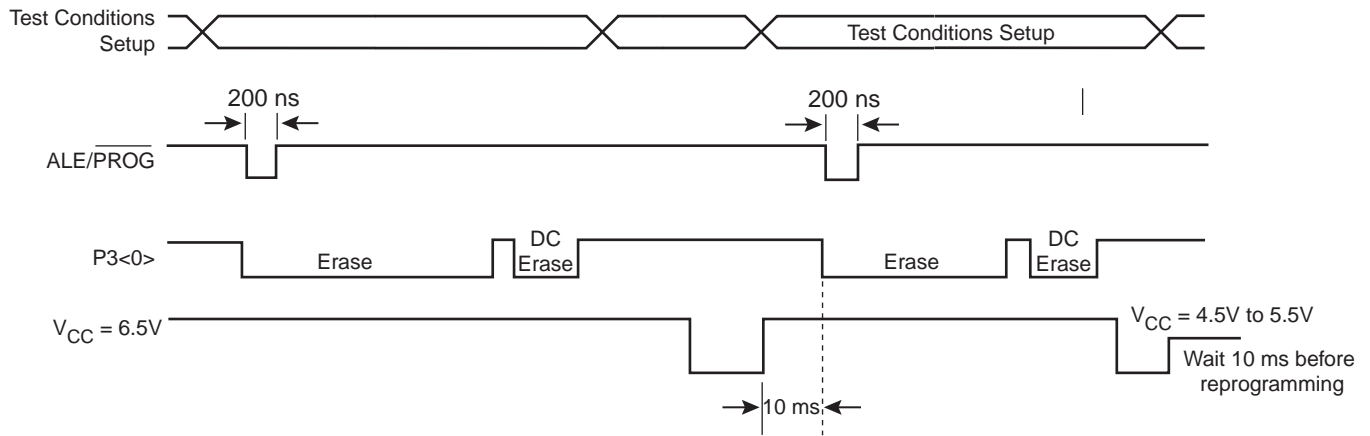 Test Conditions
Setup
Test Conditions Setup
200 ns
200 ns
ALE/PROG
P3<0>
Erase
DC
Erase
Erase
DC
Erase
VCC = 6.5V
VCC = 4.5V to 5.5V
Wait 10 ms before
reprogramming
10 ms